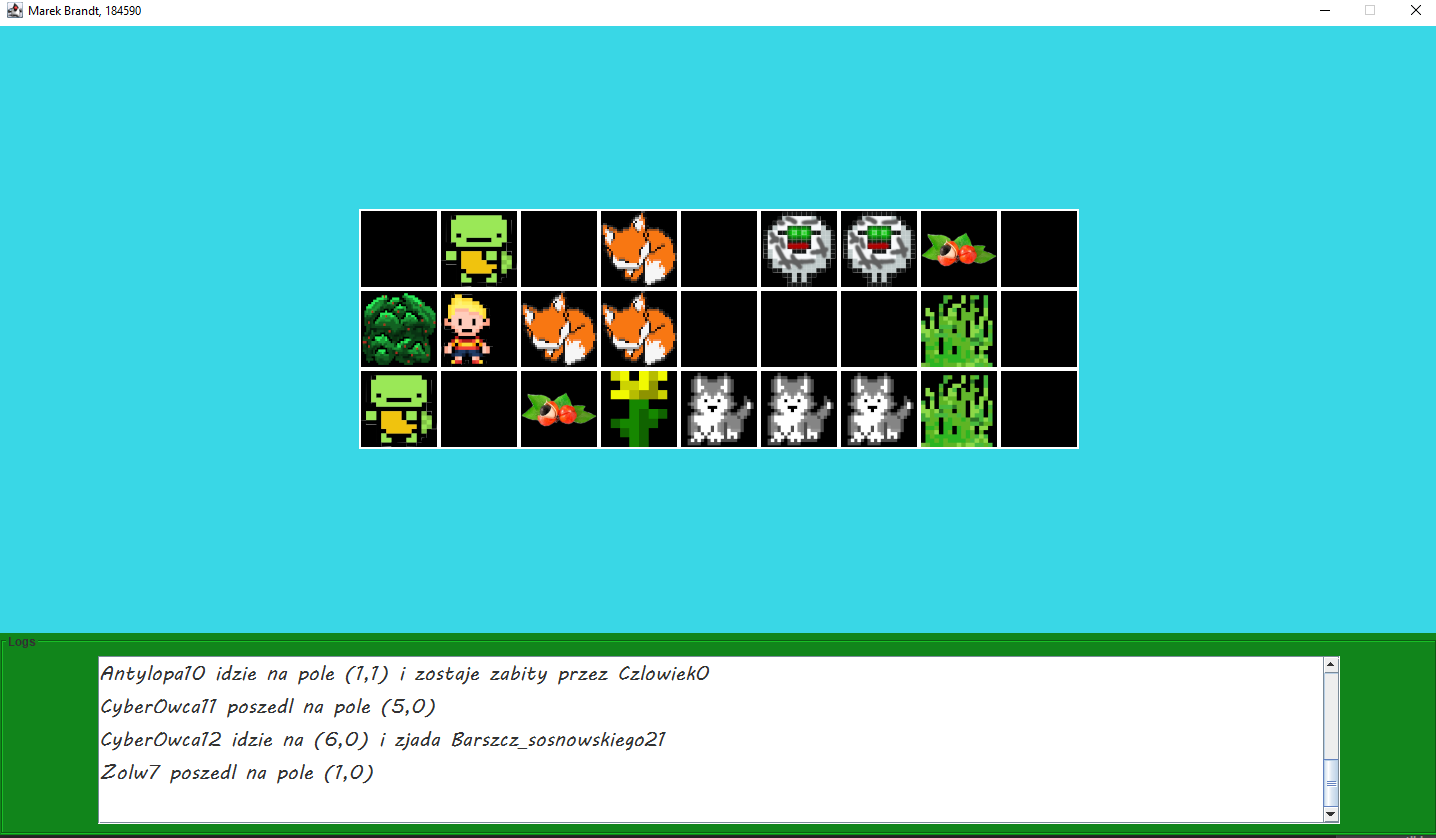 Marek Brandt, 184590
Logs
Antylopa10 idzie na pole (1,1) i zostaje zabity przez Czlowiek0
CyberOwca11 poszedl na pole (5,0)
CyberOwca12 idzie na (6,0) i zjada Barszcz_sosnowskiego21
Zolw7 poszedl na pole (1,0)